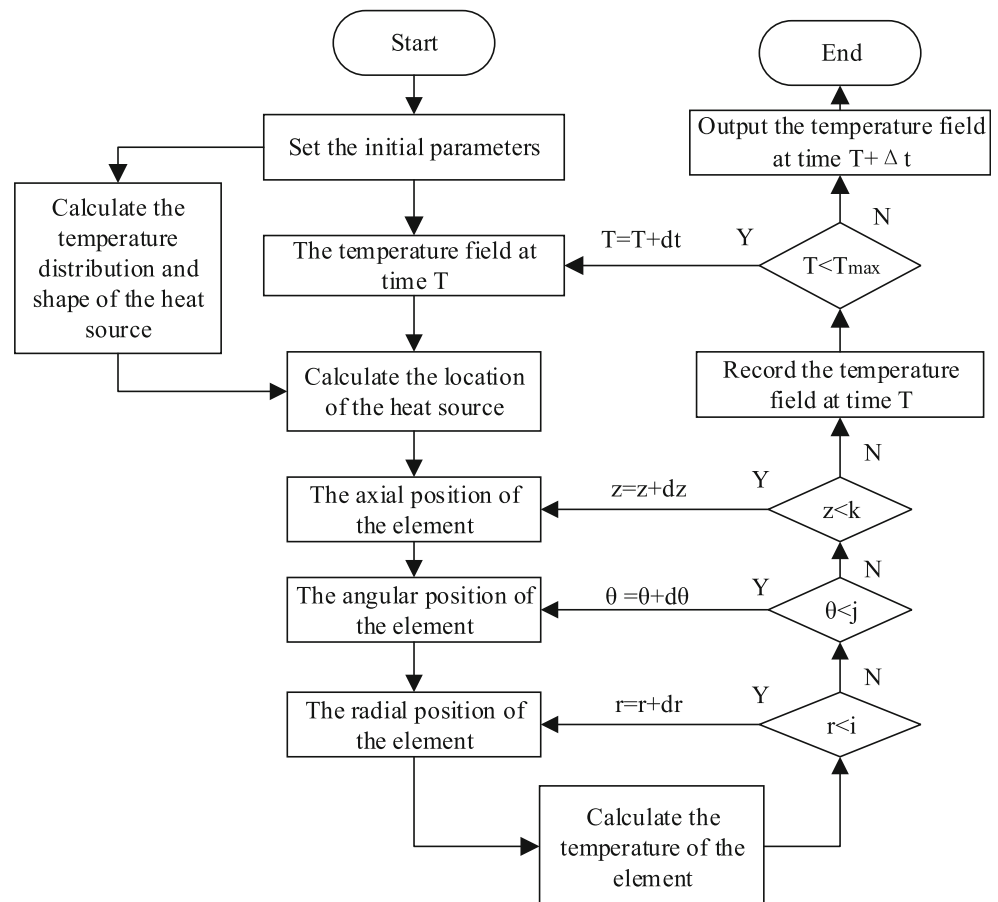 Start
Set the initial parameters
Calculate the
temperature
distribution and
shape of the heat
source
The temperature field at
time T
Calculate the location
of the heat source
The axial position of
the element
The angular position of
the element
The radial position of
the element
Calculate the
temperature of the
element
r<i
Y
N
r=r+dr
θ<j
Y
N
θ =θ+dθ
z<k
Y
N
z=z+dz
Record the temperature
field at time T
T<Tmax
Y
N
T=T+dt
Output the temperature field
at time T+ Δ t
End